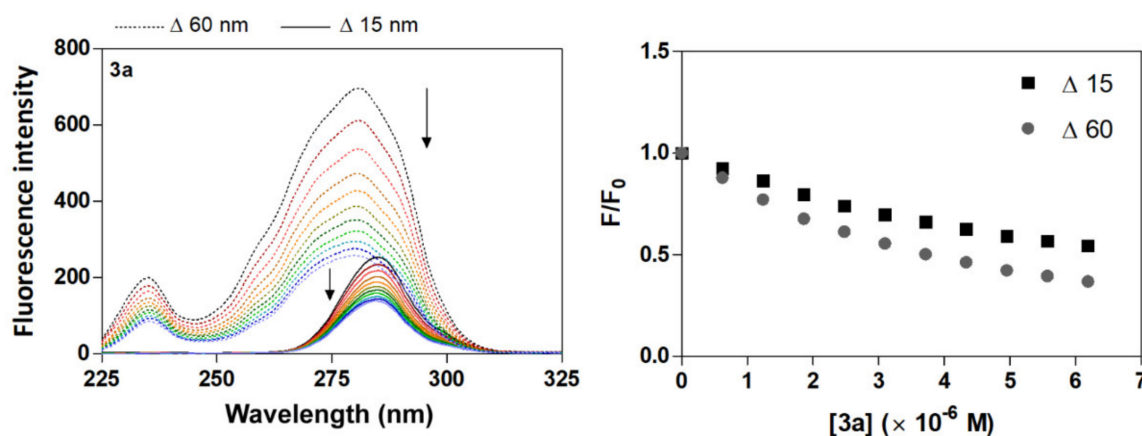 Δ 60 nm Δ 15 nm
3a
Fluorescence intensity
800
600
400
200
0
225 250 275 300 325
Wavelength (nm)
F/F₀
1.5
1.0
0.5
0.0
Δ 15
Δ 60
0 1 2 3 4 5 6 7
[3a] (× 10⁻⁶ M)